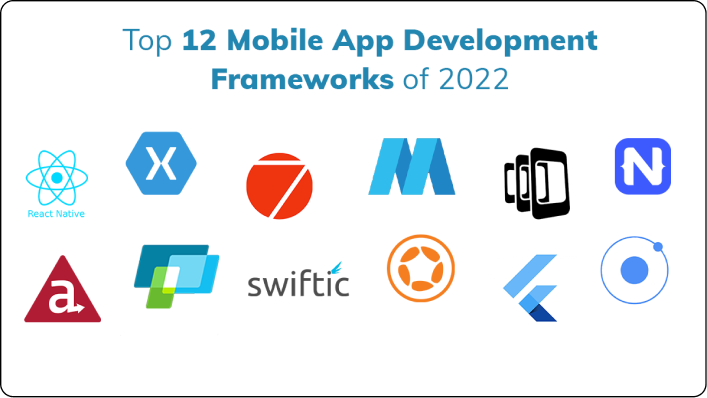 Top 12 Mobile App Development
Frameworks of 2022
React Native
X
N
a
swiftic